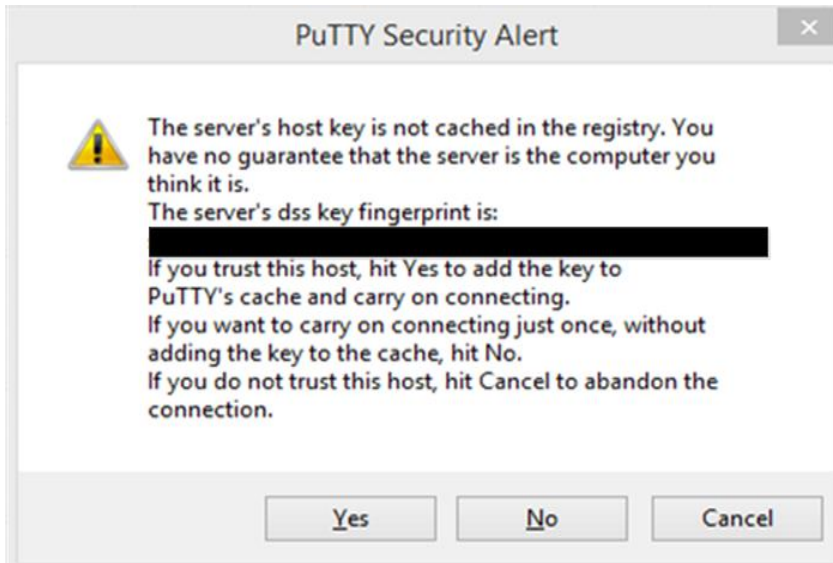 PuTTY Security Alert
The server's host key is not cached in the registry. You
have no guarantee that the server is the computer you
think it is.
The server's dss key fingerprint is:
If you trust this host, hit Yes to add the key to
PuTTY's cache and carry on connecting.
If you want to carry on connecting just once, without
adding the key to the cache, hit No.
If you do not trust this host, hit Cancel to abandon the
connection.
Yes No Cancel